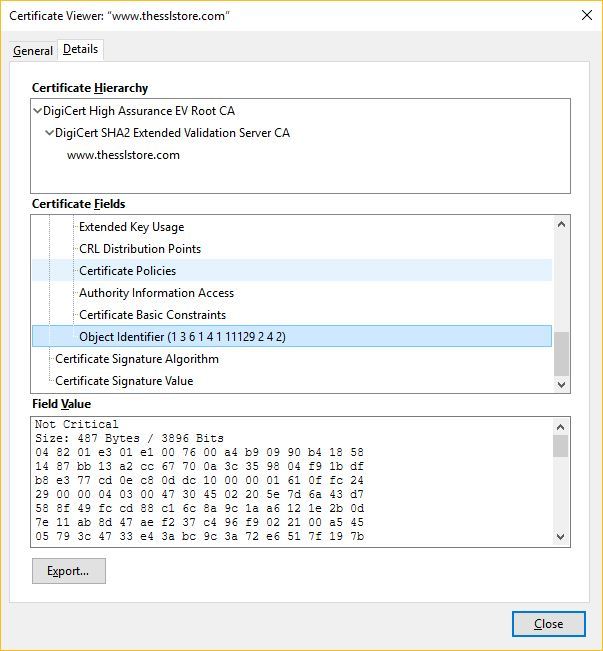 Certificate Viewer: “www.thesslstore.com”
General Details
Certificate Hierarchy
DigiCert High Assurance EV Root CA
DigiCert SHA2 Extended Validation Server CA
www.thesslstore.com
Certificate Fields
Extended Key Usage
CRL Distribution Points
Certificate Policies
Authority Information Access
Certificate Basic Constraints
Object Identifier (1 3 6 1 4 1 11129 2 4 2)
Certificate Signature Algorithm
Certificate Signature Value
Field Value
Not Critical
Size: 487 Bytes / 3896 Bits
04 82 01 e3 01 e1 00 76 00 a4 b9 09 90 b4 18 58
14 87 bb 13 a2 cc 67 70 0a 3c 35 98 04 f9 1b df
b8 e3 77 cd 0e c8 0d dc 10 00 00 01 61 0f fc 24
29 00 00 04 03 00 47 30 45 02 20 5e 7d 6a 43 d7
58 8f 49 fc cd 88 c1 6c 8a 9c 1a a6 12 1e 2b 0d
7e 11 ab 8d 47 ae f2 37 c4 96 f9 02 21 00 a5 45
05 79 3c 47 33 e4 3a bc 9c 3a 72 e6 51 7f 19 7b
Export...
Close